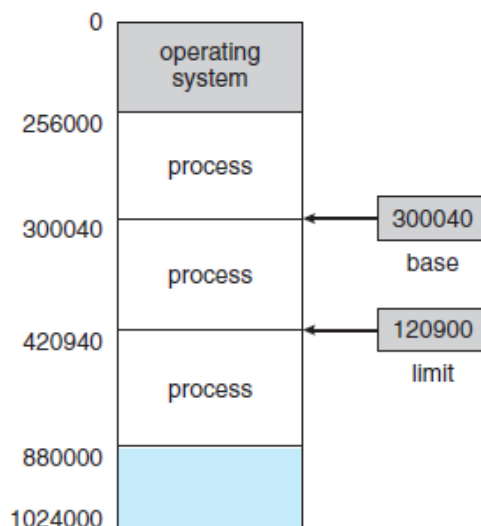 0
operating
system
256000
process
300040
300040
base
process
420940
120900
limit
process
880000
1024000